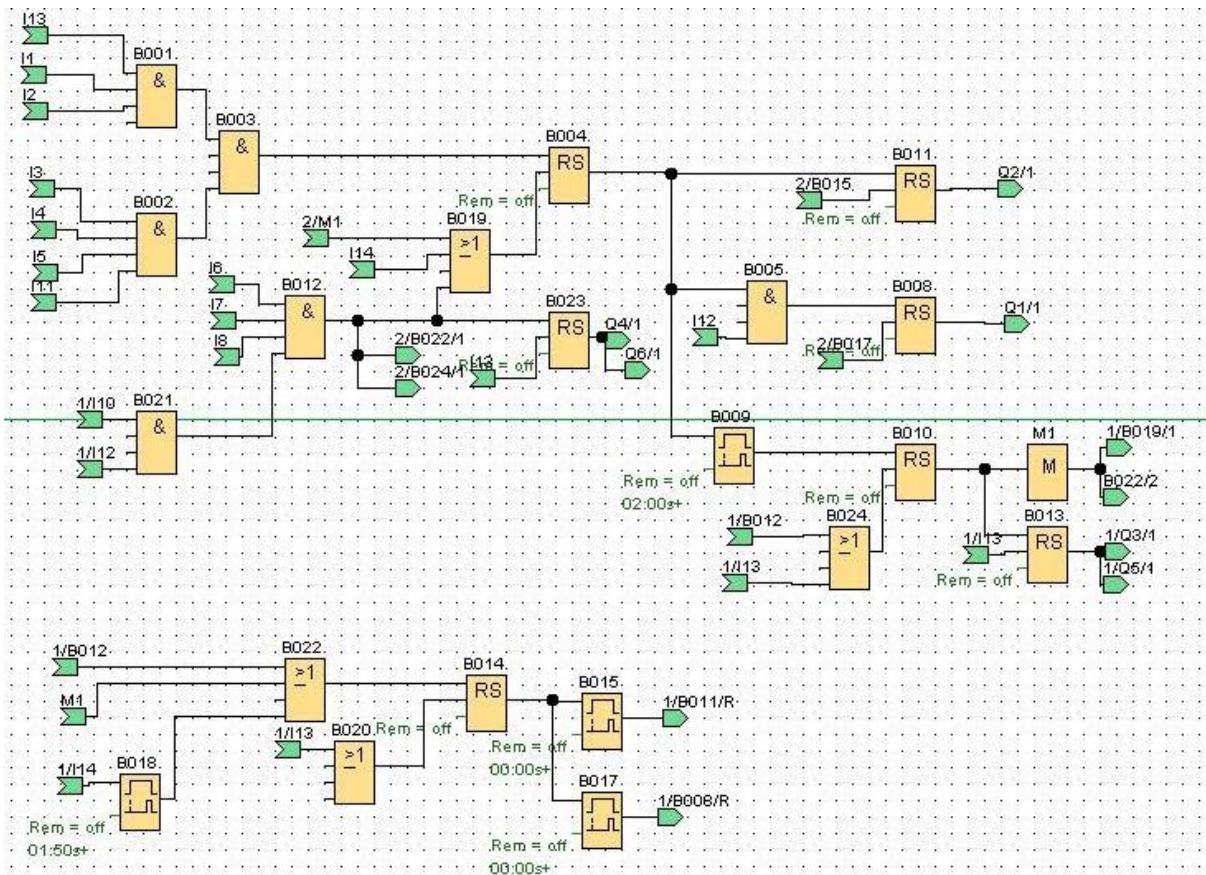 I13
I1
I2
B001
&
B003
&
I3
I4
I5
I11
B002
&
B004
RS
Rem = off
2/M1
I14
B019
>1
I6
I7
I8
B012
&
2/B022/1
2/B024/1
B023
RS
I13
Rem = off
Q4/1
Q6/1
B011
RS
2/B015
Rem = off
Q2/1
B005
&
I12
B008
RS
2/B017
Rem = off
Q1/1
1/I10
1/I12
B021
&
B009
Rem = off
02:00s+
B010
RS
Rem = off
M1
M
1/B019/1
B022/2
1/B012
1/I13
B024
>1
B013
RS
1/I13
Rem = off
1/Q3/1
1/Q5/1
1/B012
M1
B022
>1
1/I14
B018
Rem = off
01:50s+
1/I13
B020
>1
B014
RS
Rem = off
B015
Rem = off
00:00s+
1/B011/R
B017
Rem = off
00:00s+
1/B008/R